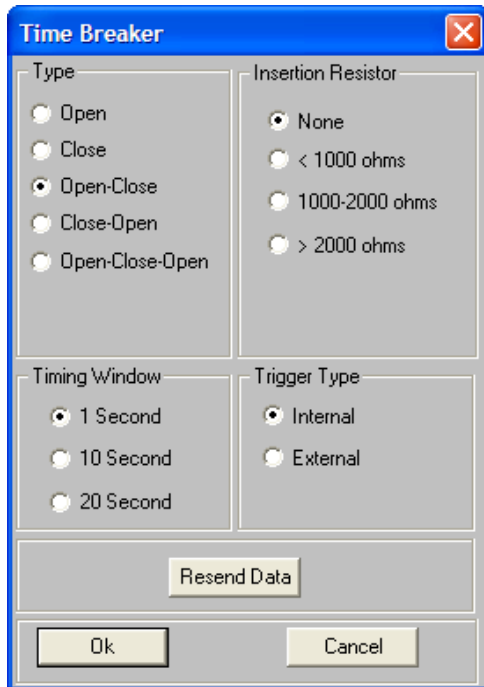 Time Breaker
Type
Open
Close
Open-Close
Close-Open
Open-Close-Open
Insertion Resistor
None
< 1000 ohms
1000-2000 ohms
> 2000 ohms
Timing Window
1 Second
10 Second
20 Second
Trigger Type
Internal
External
Resend Data
Ok
Cancel